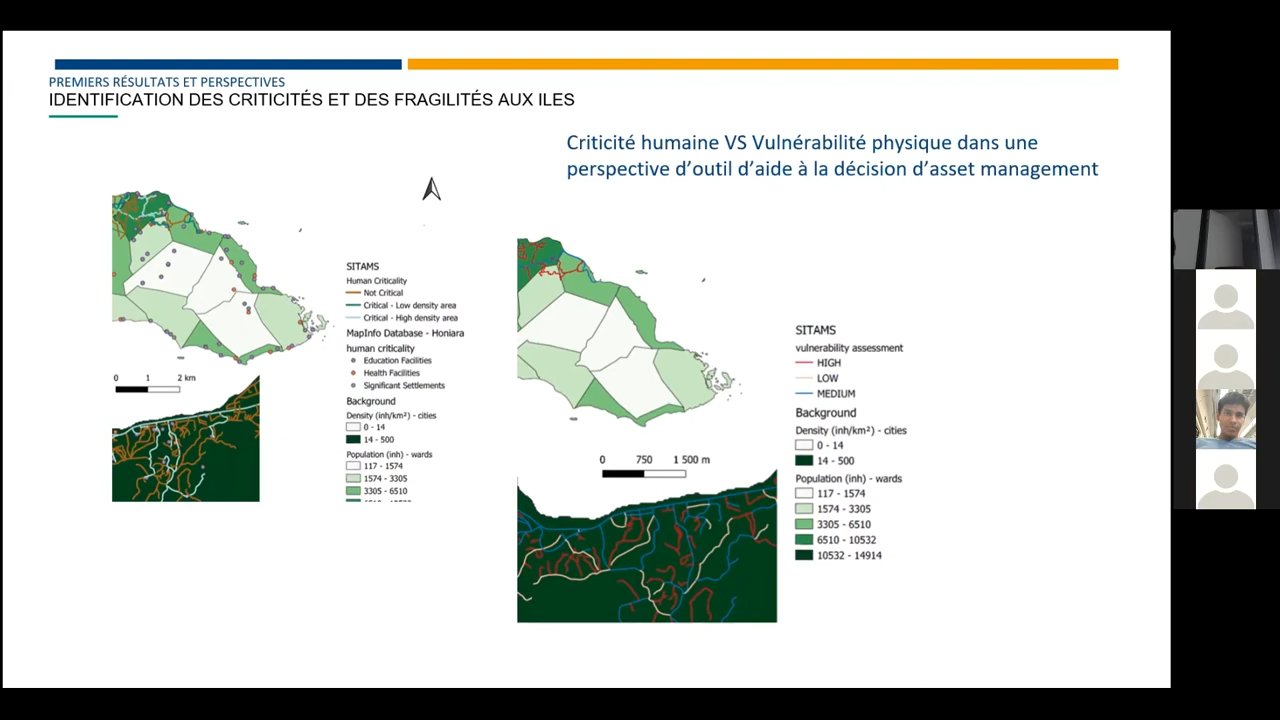 PREMIERS RÉSULTATS ET PERSPECTIVES
IDENTIFICATION DES CRITICITÉS ET DES FRAGILITÉS AUX ILES
Criticité humaine VS Vulnérabilité physique dans une
perspective d'outil d'aide à la décision d'asset management
SITAMS
Human Criticality
Not Critical
Critical - Low density area
Critical - High density area
MapInfo Database - Honiara
human criticality
Education Facilities
Health Facilities
Significant Settlements
Background
Density (inh/km²) - cities
0 - 14
14 - 500
Population (inh) - wards
117 - 1574
1574 - 3305
3305 - 6510
0 1 2 km
SITAMS
vulnerability assessment
HIGH
LOW
MEDIUM
Background
Density (inh/km²) - cities
0 - 14
14 - 500
Population (inh) - wards
117 - 1574
1574 - 3305
3305 - 6510
6510 - 10532
10532 - 14914
0 750 1 500 m